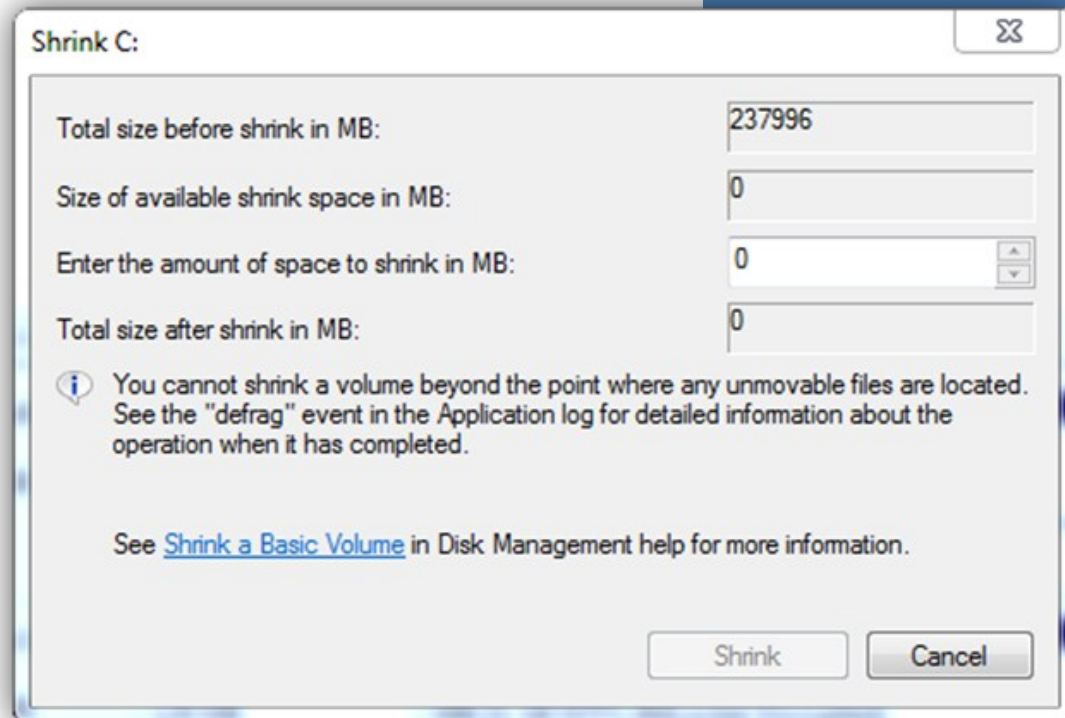 Shrink C:
Total size before shrink in MB:
237996
Size of available shrink space in MB:
0
Enter the amount of space to shrink in MB:
0
Total size after shrink in MB:
0
You cannot shrink a volume beyond the point where any unmovable files are located.
See the "defrag" event in the Application log for detailed information about the
operation when it has completed.
See Shrink a Basic Volume in Disk Management help for more information.
Shrink
Cancel